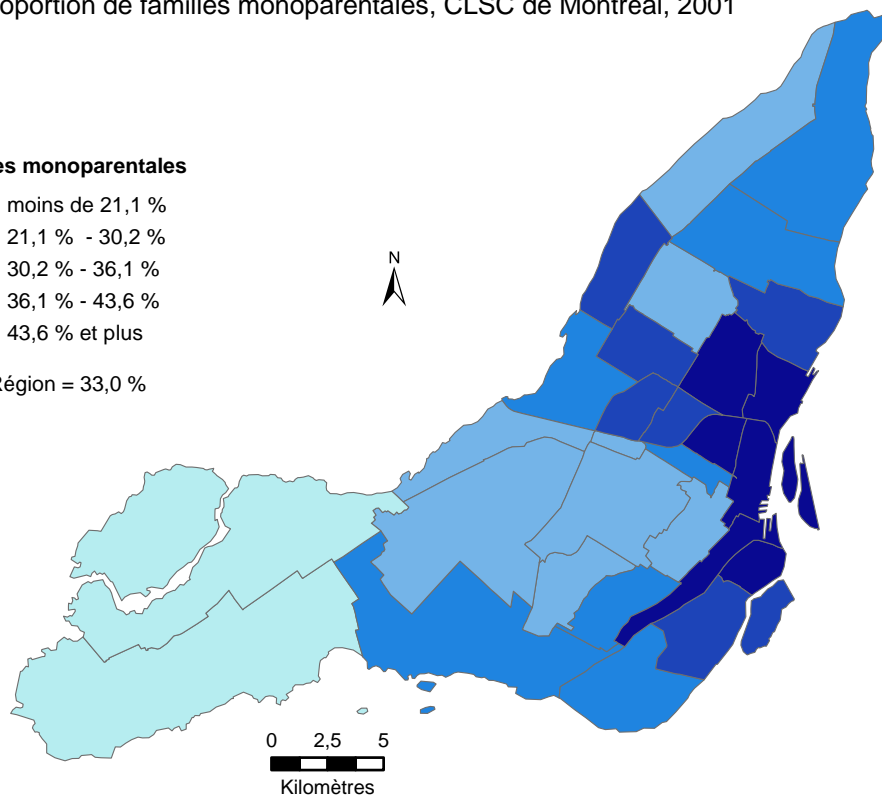 oportion de familles monoparentales, CLSC de Montréal, 2001
es monoparentales
moins de 21,1 %
21,1 % - 30,2 %
30,2 % - 36,1 %
36,1 % - 43,6 %
43,6 % et plus
Région = 33,0 %
N
0 2,5 5
Kilomètres